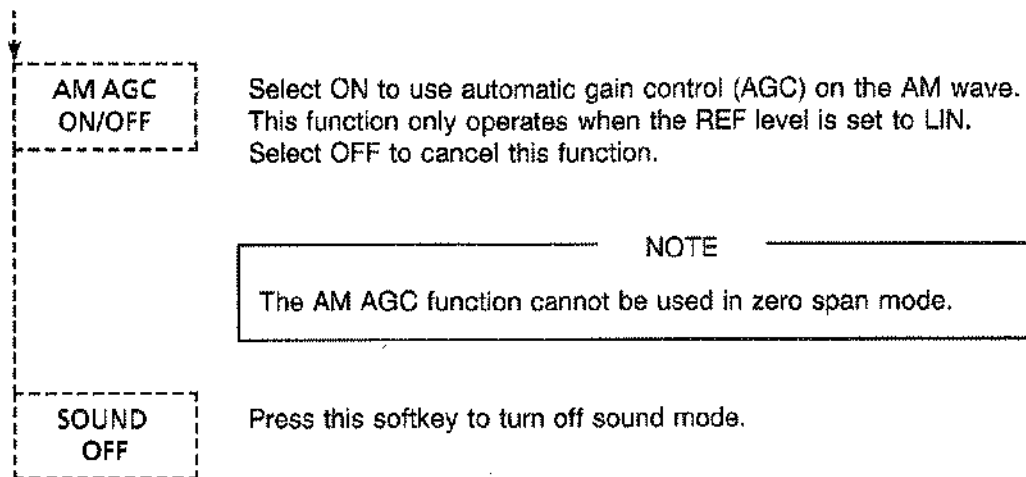 AM AGC
ON/OFF
Select ON to use automatic gain control (AGC) on the AM wave.
This function only operates when the REF level is set to LIN.
Select OFF to cancel this function.
NOTE
The AM AGC function cannot be used in zero span mode.
SOUND
OFF
Press this softkey to turn off sound mode.